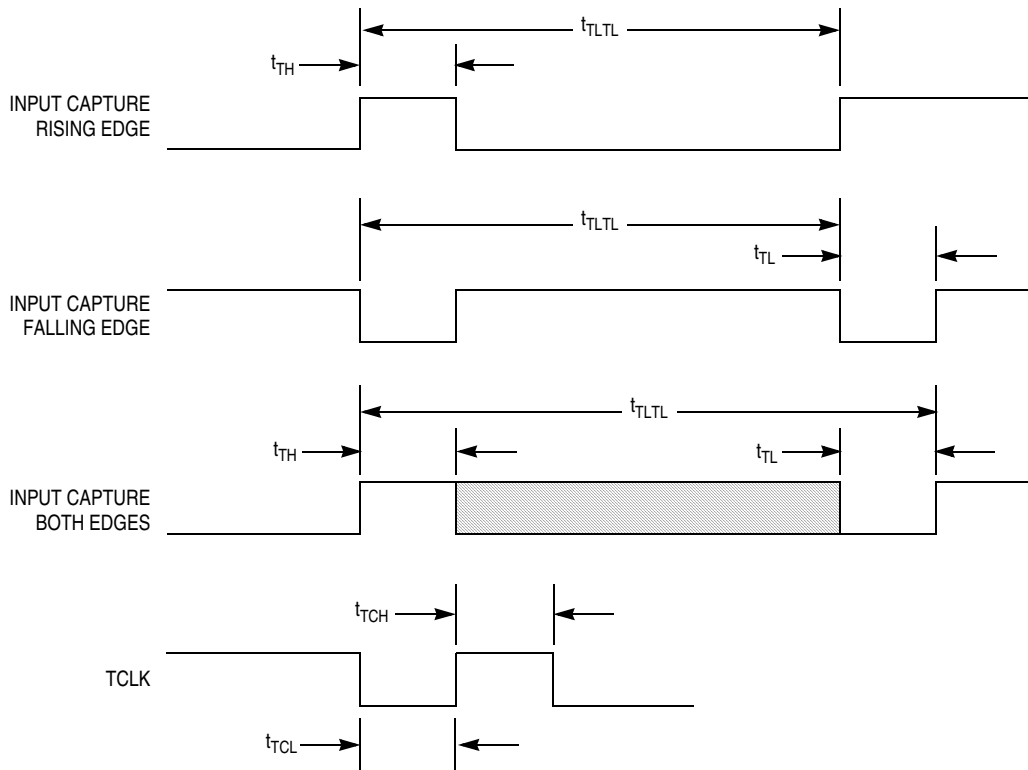 tTLTL
tTH
INPUT CAPTURE
RISING EDGE
tTLTL
tTL
INPUT CAPTURE
FALLING EDGE
tTLTL
tTH
tTL
INPUT CAPTURE
BOTH EDGES
tTCH
TCLK
tTCL